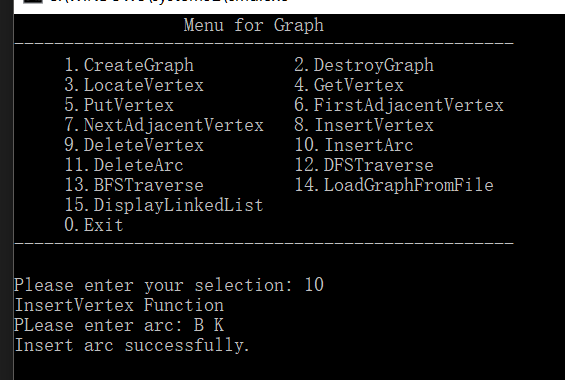 Menu for Graph
--------------------------------------------------
1.CreateGraph 2.DestroyGraph
3.LocateVertex 4.GetVertex
5.PutVertex 6.FirstAdjacentVertex
7.NextAdjacentVertex 8.InsertVertex
9.DeleteVertex 10.InsertArc
11.DeleteArc 12.DFSTraverse
13.BFSTraverse 14.LoadGraphFromFile
15.DisplayLinkedList
0.Exit
--------------------------------------------------
Please enter your selection: 10
InsertVertex Function
PLease enter arc: B K
Insert arc successfully.